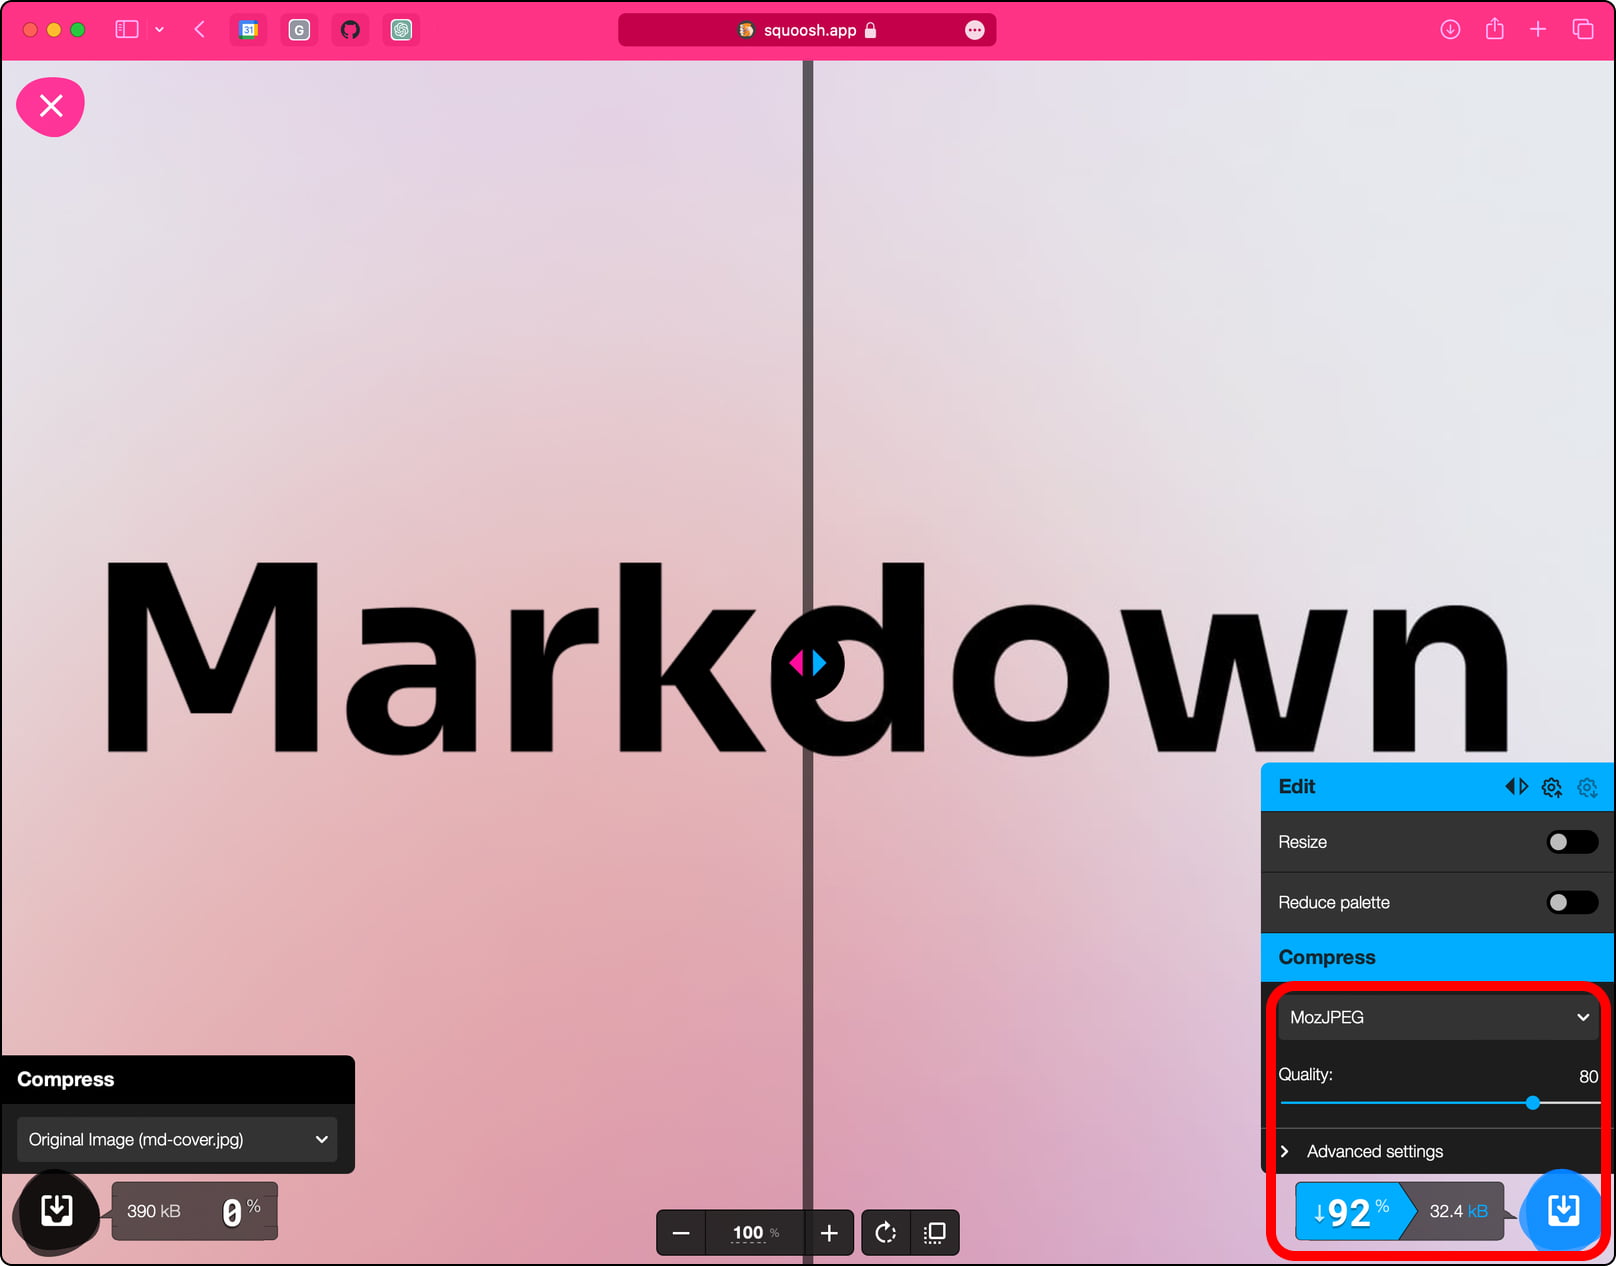 31
G
squoosh.app
Markdown
Edit
Resize
Reduce palette
Compress
MozJPEG
Quality: 80
Advanced settings
↓92 % 32.4 kB
Compress
Original Image (md-cover.jpg)
390 kB 0 %
− 100 % +